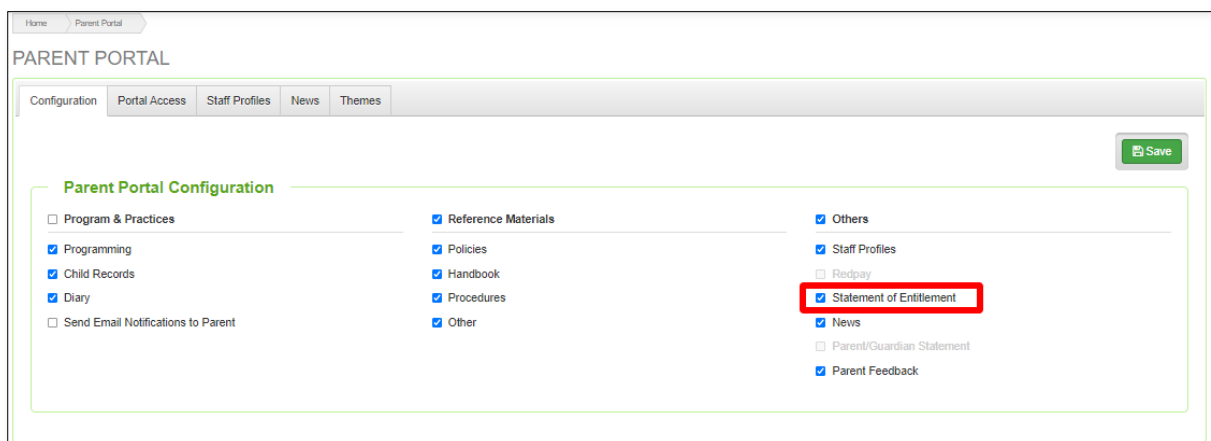 Home Parent Portal
PARENT PORTAL
Configuration Portal Access Staff Profiles News Themes
Save
Parent Portal Configuration
Program & Practices
Programming
Child Records
Diary
Send Email Notifications to Parent
Reference Materials
Policies
Handbook
Procedures
Other
Others
Staff Profiles
Redpay
Statement of Entitlement
News
Parent/Guardian Statement
Parent Feedback